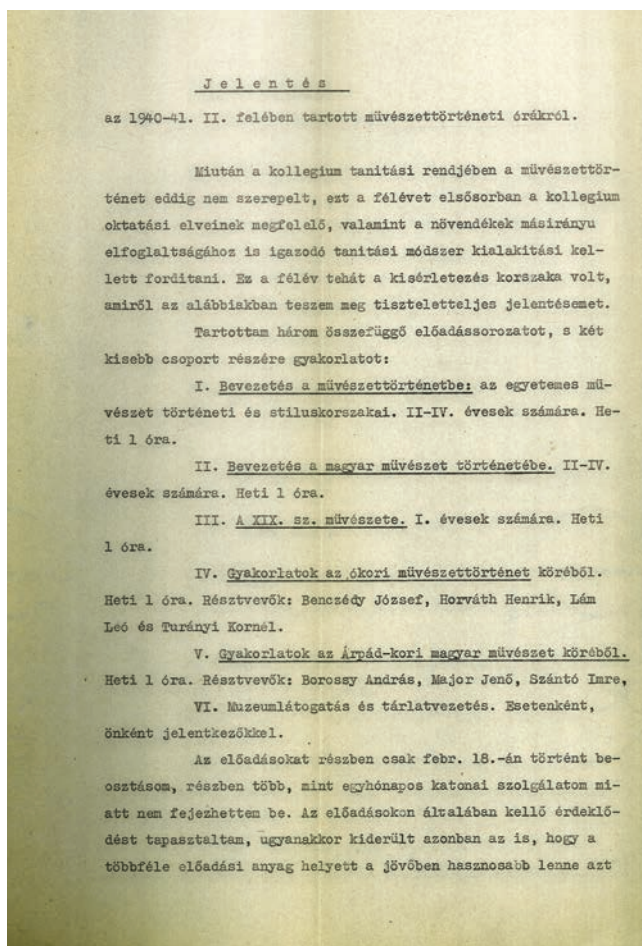 J e l e n t é s
az 1940-41. II. felében tartott müvészettörténeti órákról.
Miután a kollegium tanitási rendjében a müvészettör-
ténet eddig nem szerepelt, ezt a félévet elsősorban a kollegium
oktatási elveinek megfelelő, valamint a növendékek másirányu
elfoglaltságához is igazodó tanitási módszer kialakitási kel-
lett forditani. Ez a félév tehát a kisérletezés korszaka volt,
amiről az alábbiakban teszem meg tiszteletteljes jelentésemet.
Tartottam három összefüggő előadássorozatot, s két
kisebb csoport részére gyakorlatot:
I. Bevezetés a müvészettörténetbe: az egyetemes mü-
vészet történeti és stiluskorszakai. II-IV. évesek számára. He-
ti 1 óra.
II. Bevezetés a magyar müvészet történetébe. II-IV.
évesek számára. Heti 1 óra.
III. A XIX. sz. müvészete. I. évesek számára. Heti
1 óra.
IV. Gyakorlatok az ókori müvészettörténet köréből.
Heti 1 óra. Résztvevők: Benczédy József, Horváth Henrik, Lám
Leó és Turányi Kornél.
V. Gyakorlatok az Árpád-kori magyar müvészet köréből.
Heti 1 óra. Résztvevők: Borossy András, Major Jenő, Szántó Imre,
VI. Muzeumlátogatás és tárlatvezetés. Esetenként,
önként jelentkezőkkel.
Az előadásokat részben csak febr. 18.-án történt be-
osztásom, részben több, mint egyhónapos katonai szolgálatom mi-
att nem fejezhettem be. Az előadásokon általában kellő érdeklő-
dést tapasztaltam, ugyanakkor kiderült azonban az is, hogy a
többféle előadási anyag helyett a jövőben hasznosabb lenne azt